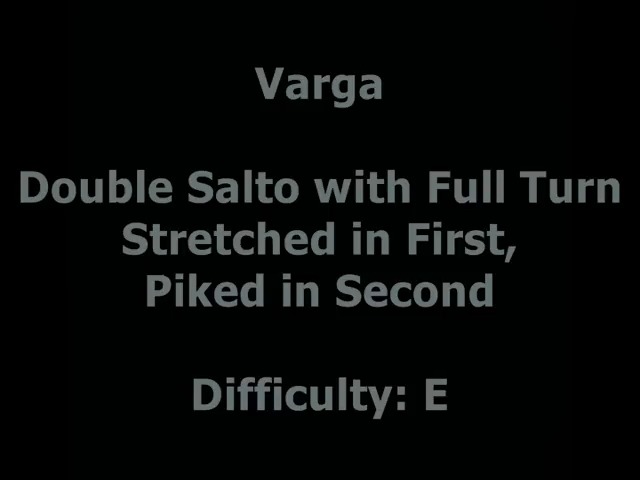 Varga
Double Salto with Full Turn
Stretched in First,
Piked in Second
Difficulty: E